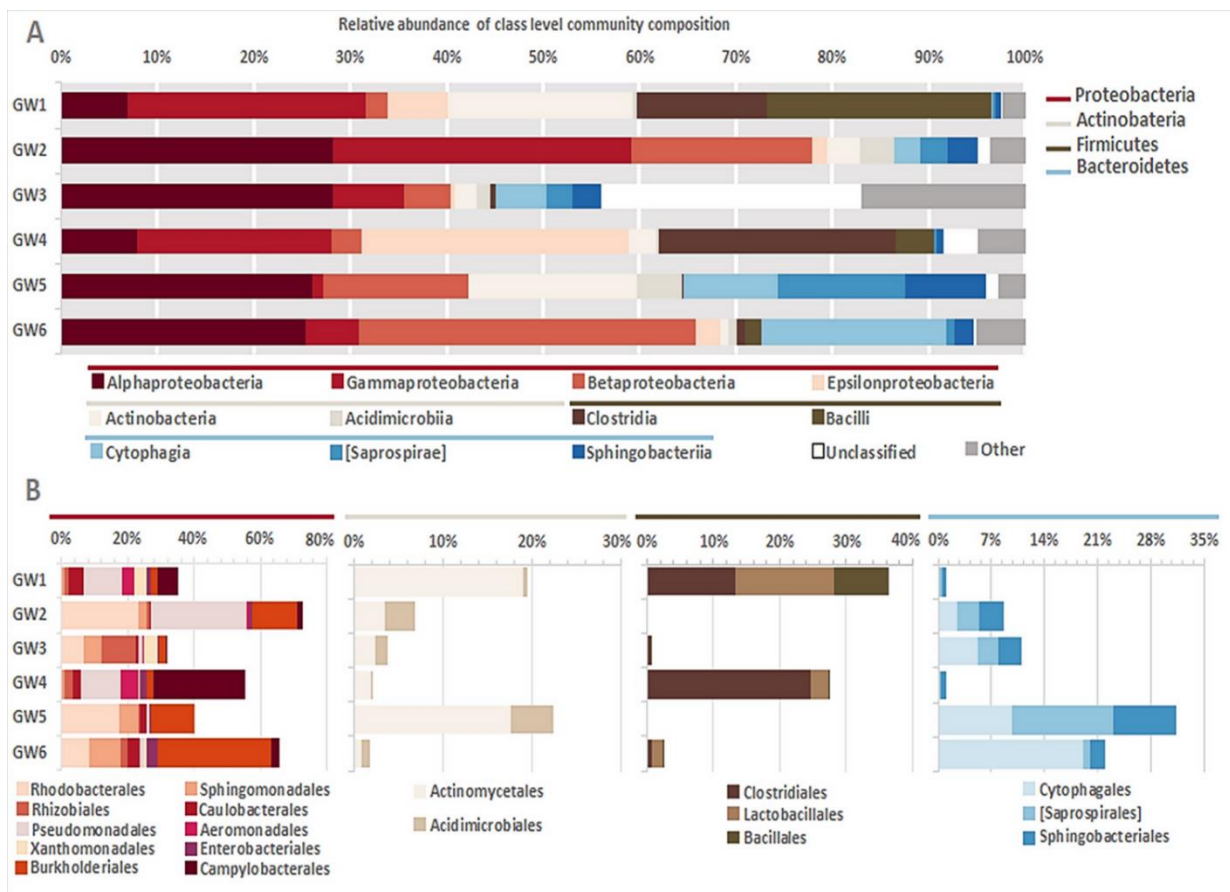 A
Relative abundance of class level community composition
0% 10% 20% 30% 40% 50% 60% 70% 80% 90% 100%
GW1
GW2
GW3
GW4
GW5
GW6
Proteobacteria
Actinobateria
Firmicutes
Bacteroidetes
Alphaproteobacteria Gammaproteobacteria Betaproteobacteria Epsilonproteobacteria
Actinobacteria Acidimicrobiia Clostridia Bacilli
Cytophagia [Saprospirae] Sphingobacteriia Unclassified Other
B
0% 20% 40% 60% 80% 0% 10% 20% 30% 0% 10% 20% 30% 40% 0% 7% 14% 21% 28% 35%
GW1
GW2
GW3
GW4
GW5
GW6
Rhodobacterales Sphingomonadales
Rhizobiales Caulobacterales
Pseudomonadales Aeromonadales
Xanthomonadales Enterobacteriales
Burkholderiales Campylobacterales
Actinomycetales
Acidimicrobiales
Clostridiales
Lactobacillales
Bacillales
Cytophagales
[Saprospirales]
Sphingobacteriales